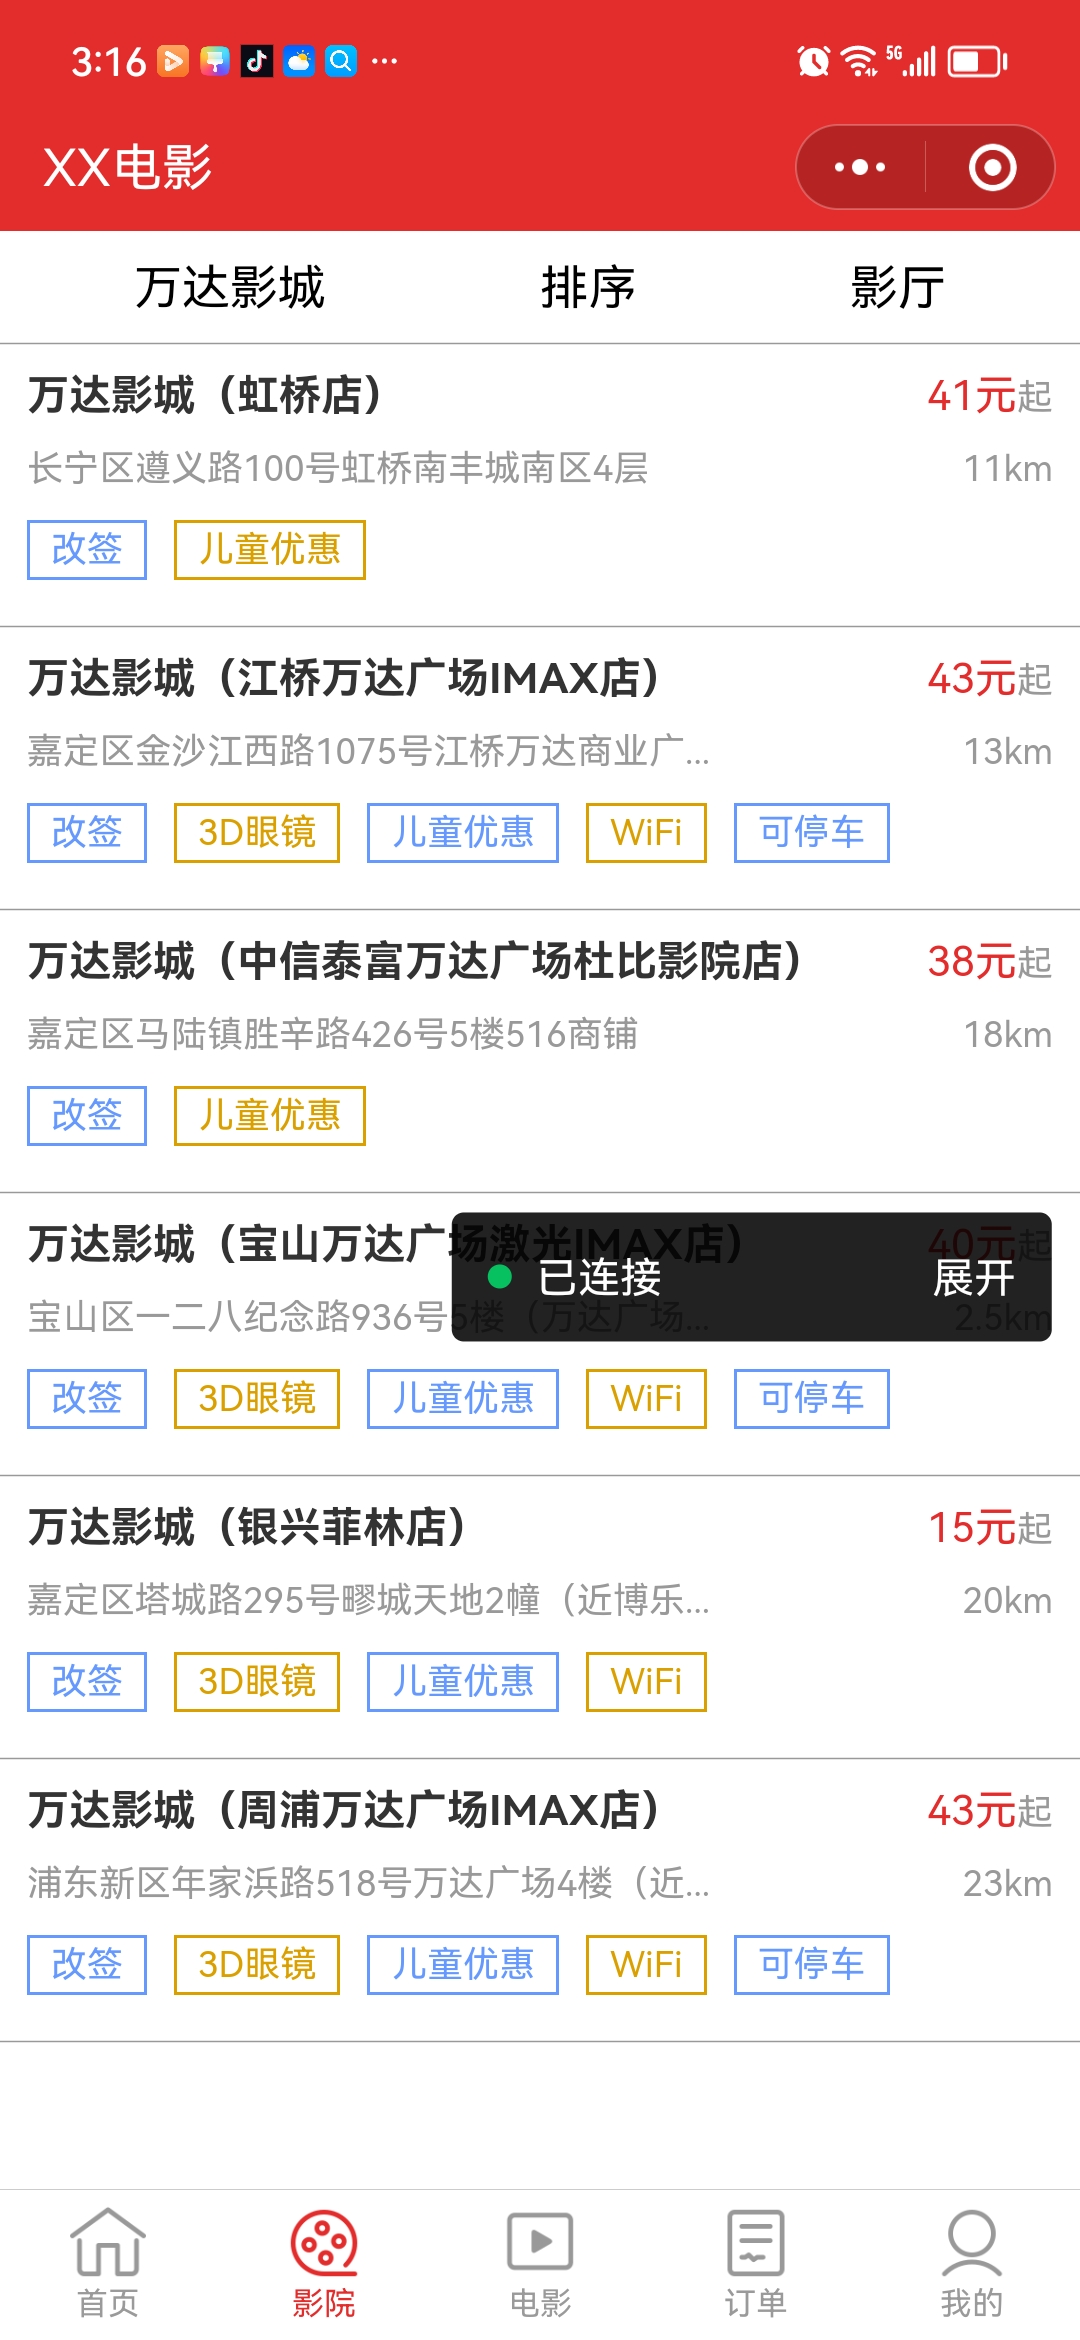 3:16
5G
XX电影
万达影城 排序 影厅
万达影城（虹桥店） 41元起
长宁区遵义路100号虹桥南丰城南区4层 11km
改签 儿童优惠
万达影城（江桥万达广场IMAX店） 43元起
嘉定区金沙江西路1075号江桥万达商业广... 13km
改签 3D眼镜 儿童优惠 WiFi 可停车
万达影城（中信泰富万达广场杜比影院店） 38元起
嘉定区马陆镇胜辛路426号5楼516商铺 18km
改签 儿童优惠
万达影城（宝山万达广场激光IMAX店） 40元起
已连接 展开
宝山区一二八纪念路936号5楼（万达广场... 2.5km
改签 3D眼镜 儿童优惠 WiFi 可停车
万达影城（银兴菲林店） 15元起
嘉定区塔城路295号疁城天地2幢（近博乐... 20km
改签 3D眼镜 儿童优惠 WiFi
万达影城（周浦万达广场IMAX店） 43元起
浦东新区年家浜路518号万达广场4楼（近... 23km
改签 3D眼镜 儿童优惠 WiFi 可停车
首页 影院 电影 订单 我的